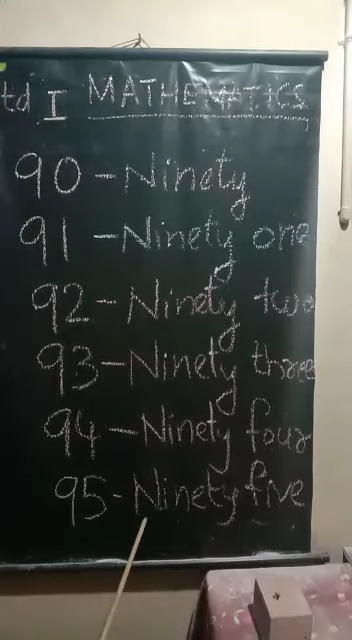 td I MATHEMATICS
90 - Ninety
91 - Ninety one
92 - Ninety two
93 - Ninety three
94 - Ninety four
95 - Ninety five